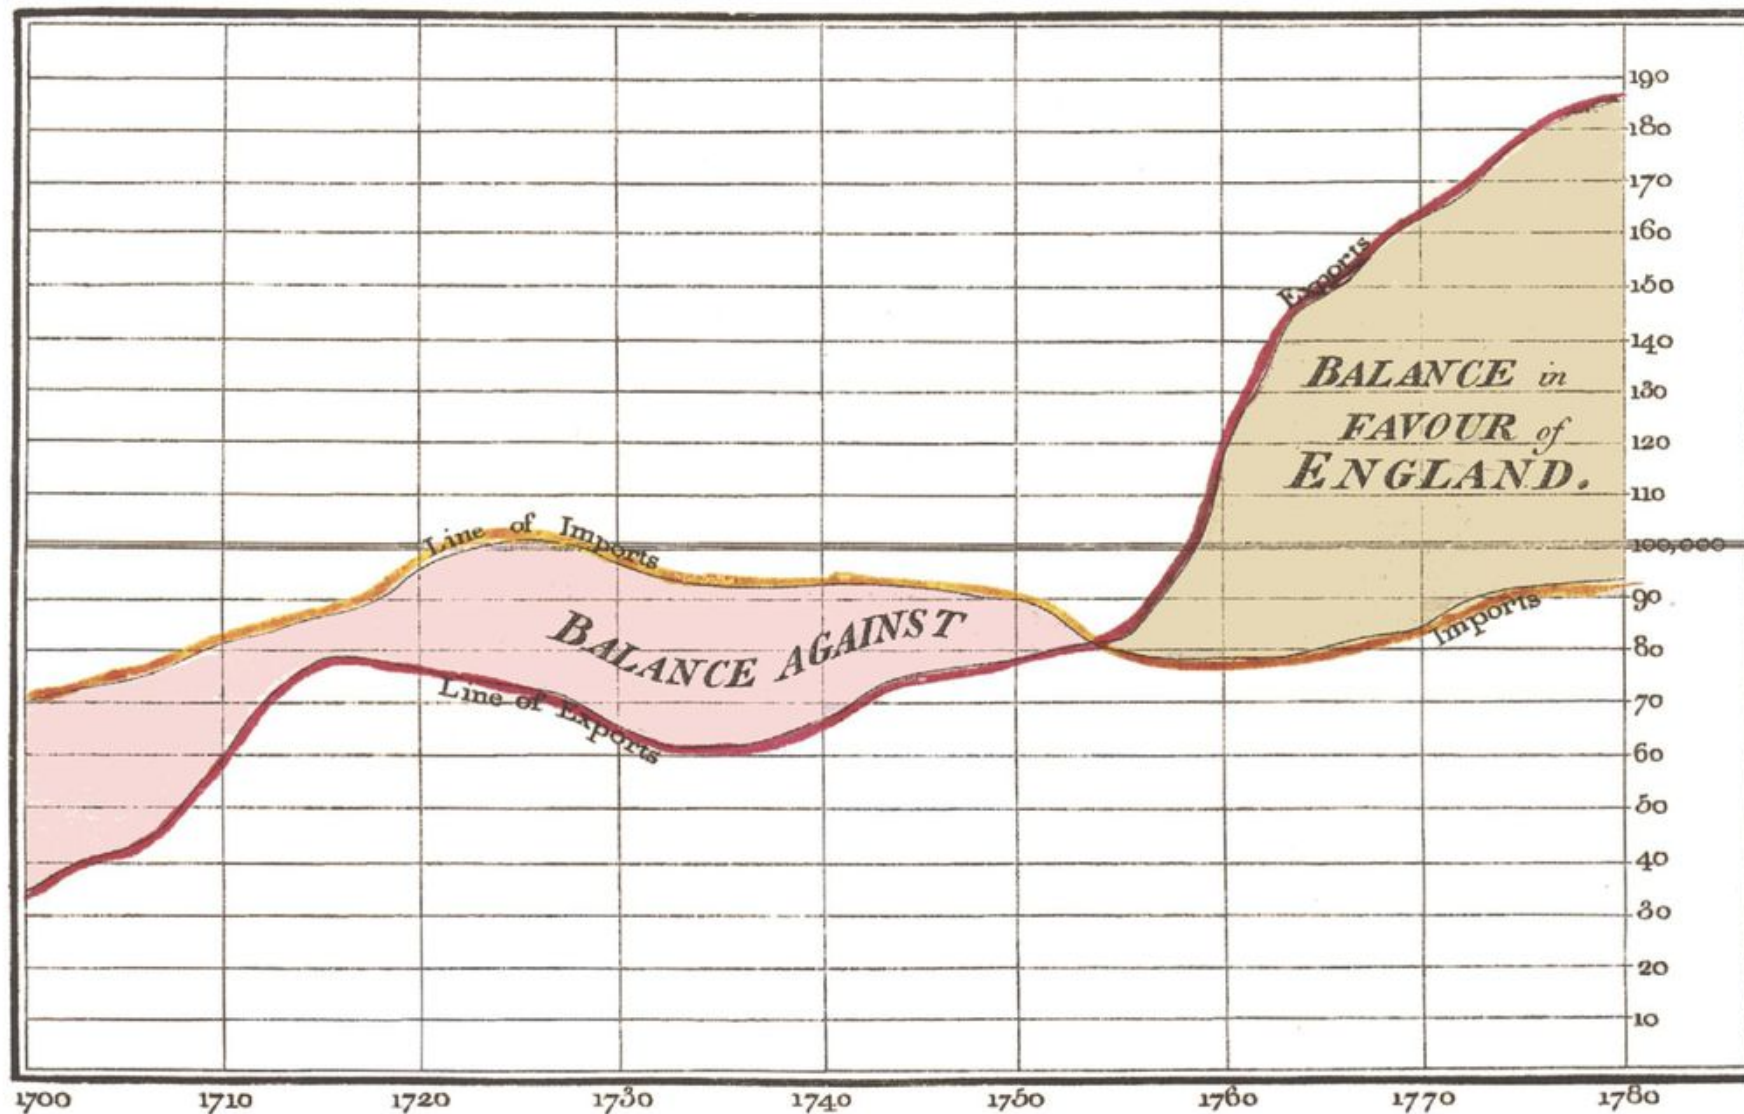 190
180
170
160
150
140
130
120
110
100,000
90
80
70
60
50
40
30
20
10
Exports
BALANCE in
FAVOUR of
ENGLAND.
Line of Imports
BALANCE AGAINST
Imports
Line of Exports
1700 1710 1720 1730 1740 1750 1760 1770 1780